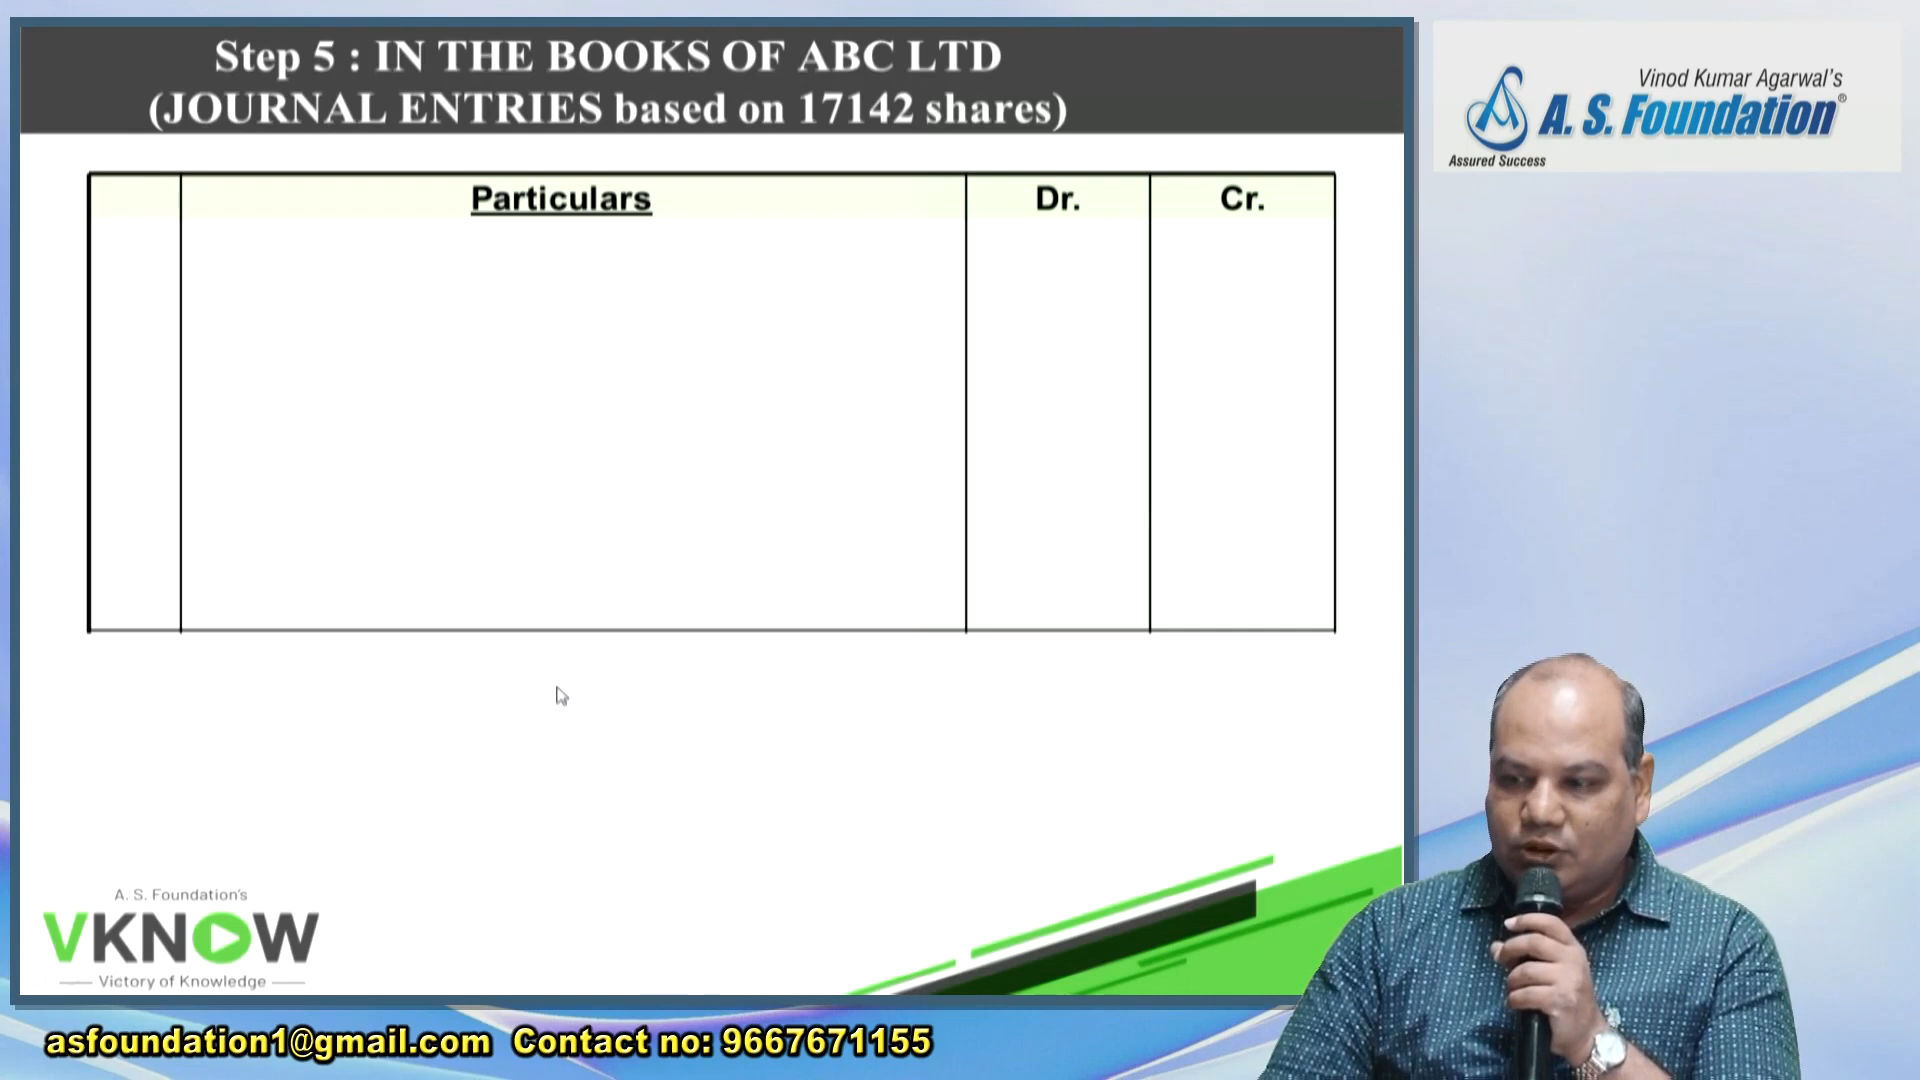 Step 5 : IN THE BOOKS OF ABC LTD
(JOURNAL ENTRIES based on 17142 shares)
Particulars
Dr.
Cr.
Vinod Kumar Agarwal's
A. S. Foundation®
Assured Success
A. S. Foundation's
VKNOW
Victory of Knowledge
asfoundation1@gmail.com Contact no: 9667671155